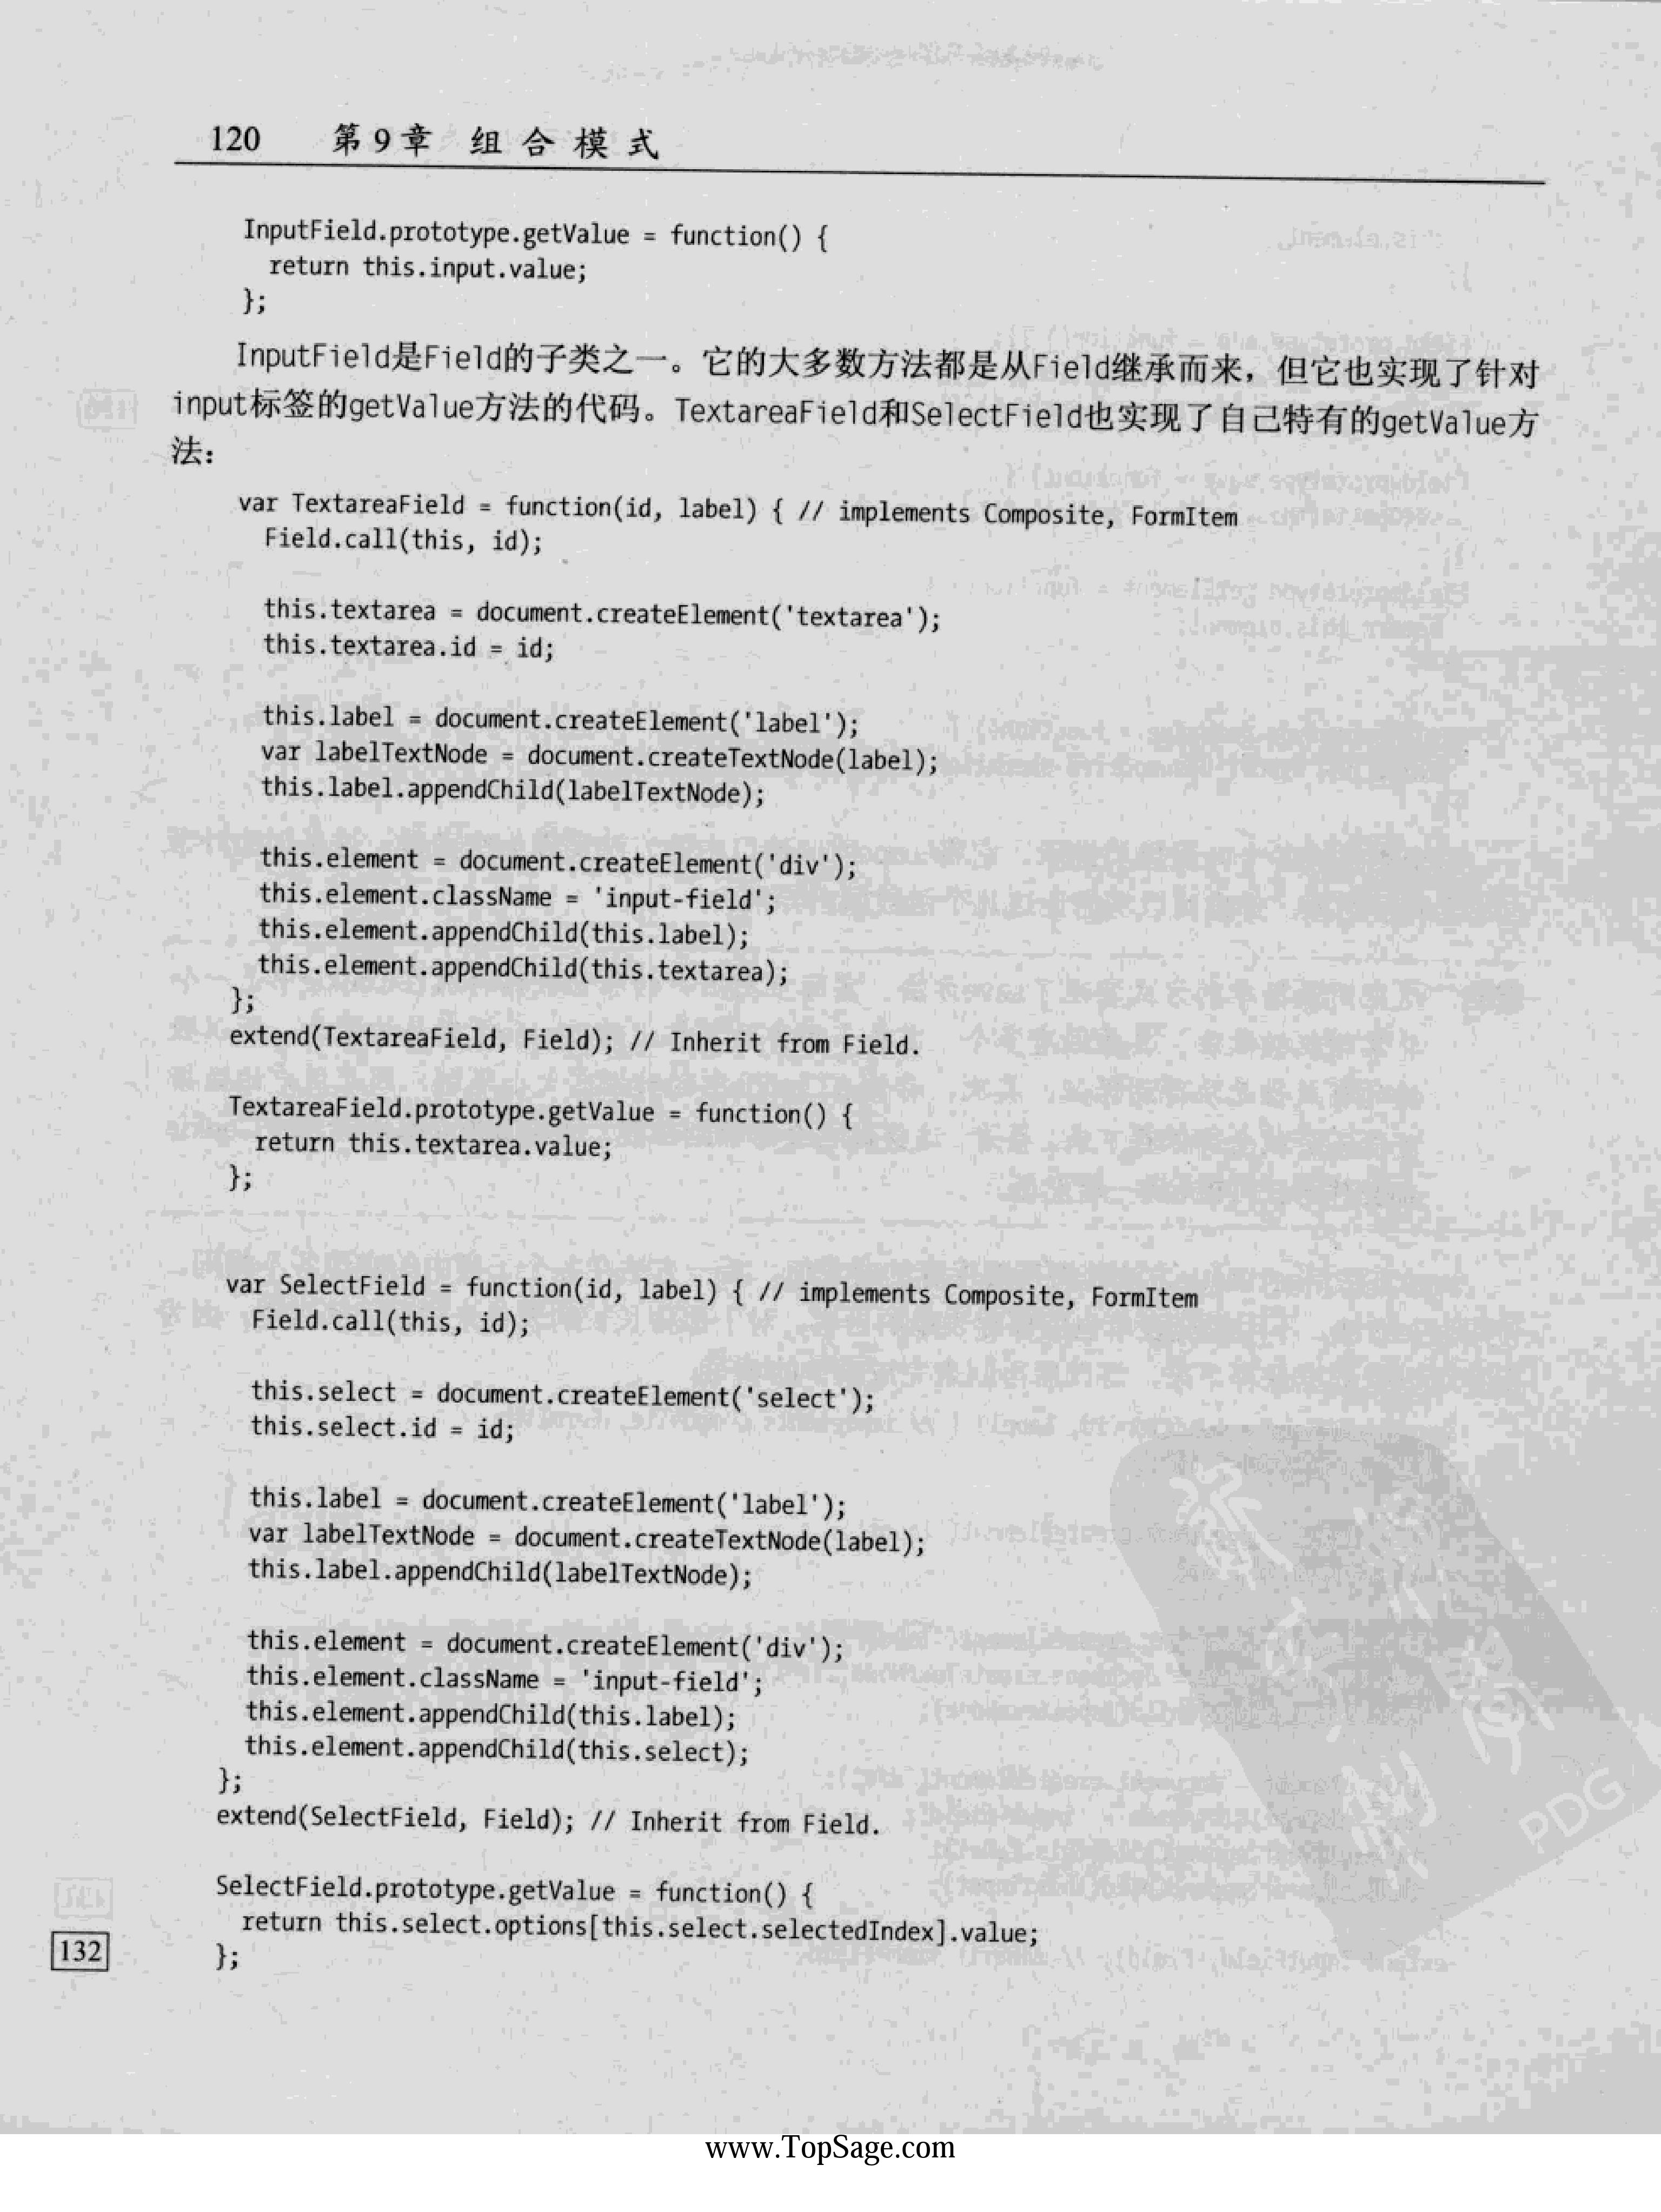 120 第9章 组合模式
InputField.prototype.getValue = function() {
return this.input.value;
};
InputField是Field的子类之一。它的大多数方法都是从Field继承而来，但它也实现了针对
input标签的getValue方法的代码。TextareaField和SelectField也实现了自己特有的getValue方
法：
var TextareaField = function(id, label) { // implements Composite, FormItem
Field.call(this, id);
this.textarea = document.createElement('textarea');
this.textarea.id = id;
this.label = document.createElement('label');
var labelTextNode = document.createTextNode(label);
this.label.appendChild(labelTextNode);
this.element = document.createElement('div');
this.element.className = 'input-field';
this.element.appendChild(this.label);
this.element.appendChild(this.textarea);
};
extend(TextareaField, Field); // Inherit from Field.
TextareaField.prototype.getValue = function() {
return this.textarea.value;
};
var SelectField = function(id, label) { // implements Composite, FormItem
Field.call(this, id);
this.select = document.createElement('select');
this.select.id = id;
this.label = document.createElement('label');
var labelTextNode = document.createTextNode(label);
this.label.appendChild(labelTextNode);
this.element = document.createElement('div');
this.element.className = 'input-field';
this.element.appendChild(this.label);
this.element.appendChild(this.select);
};
extend(SelectField, Field); // Inherit from Field.
SelectField.prototype.getValue = function() {
return this.select.options[this.select.selectedIndex].value;
};
132
PDG
www.TopSage.com